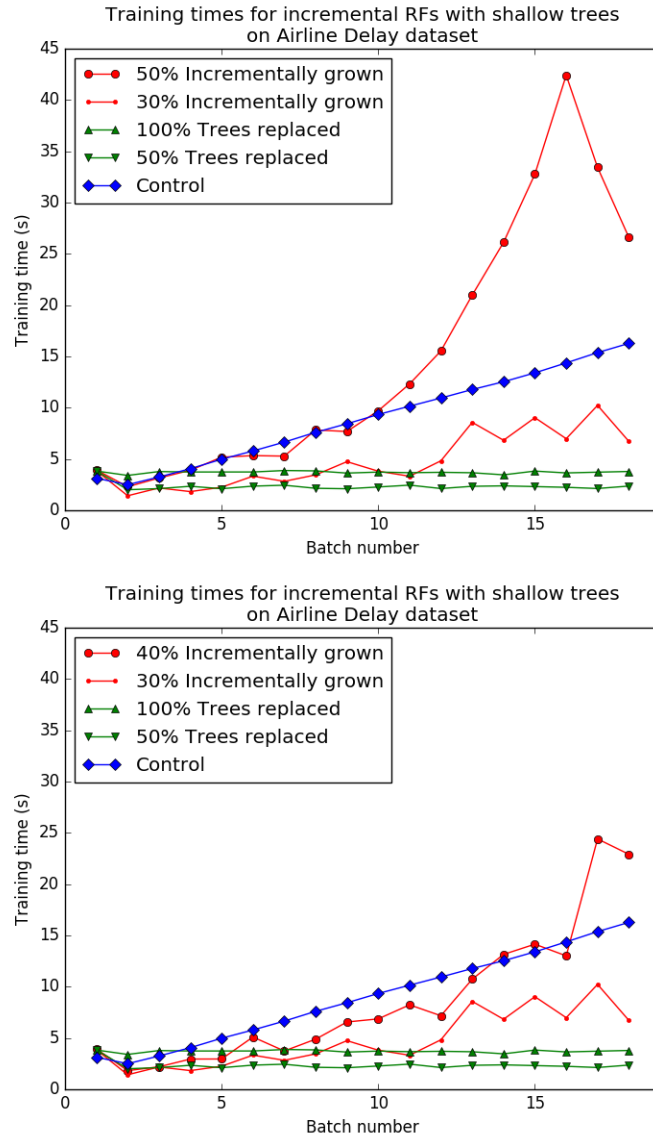 Training times for incremental RFs with shallow trees
on Airline Delay dataset
45
40
35
30
25
20
15
10
5
0
Training time (s)
50% Incrementally grown
30% Incrementally grown
100% Trees replaced
50% Trees replaced
Control
0
5
10
15
Batch number
Training times for incremental RFs with shallow trees
on Airline Delay dataset
45
40
35
30
25
20
15
10
5
0
Training time (s)
40% Incrementally grown
30% Incrementally grown
100% Trees replaced
50% Trees replaced
Control
0
5
10
15
Batch number